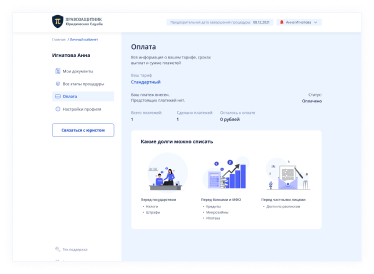 ПРАВОЗАЩИТНИК
Юридическая Служба
Предварительная дата завершения процедуры: 08.12.2021
Анна Игнатова
Главная / Личный кабинет
Игнатова Анна
Мои документы
Все этапы процедуры
Оплата
Настройки профиля
Связаться с юристом
Тех поддержка
Оплата
Вся информация о вашем тарифе, сроках
выплат и сумме платежей
Ваш тариф
Стандартный
Ваш платеж внесен.
Предстоящих платежей нет.
Статус:
Оплачено
Всего платежей
1
Сделано платежей
1
Осталось к оплате
0 рублей
Какие долги можно списать
Перед государством
Налоги
Штрафы
Перед банками и МФО
Кредиты
Микрозаймы
Ипотека
Перед частными лицами
Долги по распискам